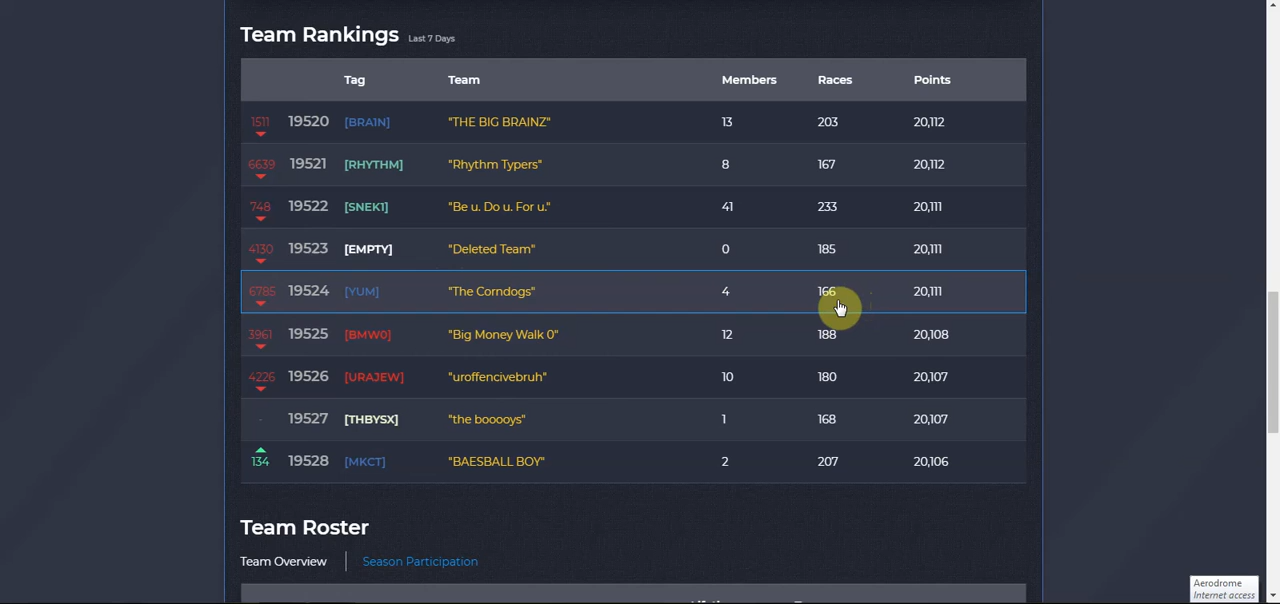 Team Rankings Last 7 Days
Tag Team Members Races Points
1511 19520 [BRA1N] "THE BIG BRAINZ" 13 203 20,112
6639 19521 [RHYTHM] "Rhythm Typers" 8 167 20,112
748 19522 [SNEK1] "Be u. Do u. For u." 41 233 20,111
4130 19523 [EMPTY] "Deleted Team" 0 185 20,111
6785 19524 [YUM] "The Corndogs" 4 166 20,111
3961 19525 [BMW0] "Big Money Walk 0" 12 188 20,108
4226 19526 [URAJEW] "uroffencivebruh" 10 180 20,107
- 19527 [THBYSX] "the booooys" 1 168 20,107
134 19528 [MKCT] "BAESBALL BOY" 2 207 20,106
Team Roster
Team Overview Season Participation
Aerodrome
Internet access